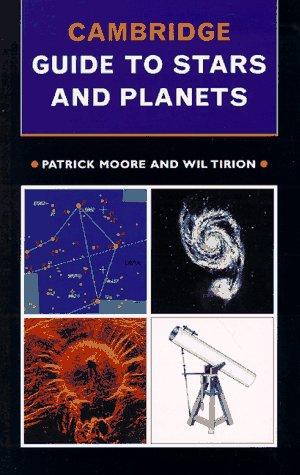 CAMBRIDGE
GUIDE TO STARS
AND PLANETS
PATRICK MOORE AND WIL TIRION